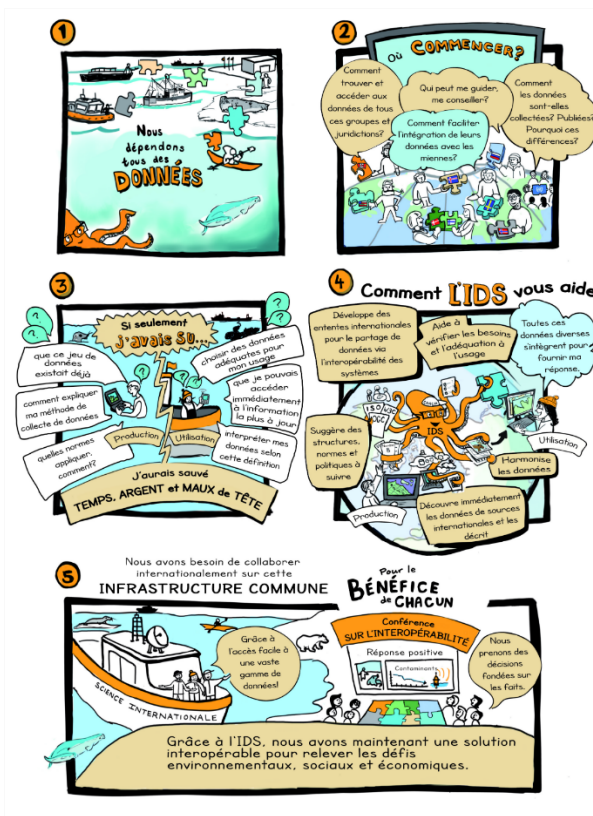 1
Nous
dépendons
tous des
DONNÉES
2
Où COMMENCER?
Comment
trouver et
accéder aux
données de tous
ces groupes et
juridictions?
Qui peut me guider,
me conseiller?
Comment faciliter
l'intégration de leurs
données avec les
miennes?
Comment
les données
sont-elles
collectées? Publiées?
Pourquoi ces
différences?
3
Si seulement
j'avais su...
que ce jeu de
données
existait déjà
comment expliquer
ma méthode de
collecte de données
quelles normes
appliquer,
comment?
Production
choisir des données
adéquates pour
mon usage
que je pouvais
accéder
immédiatement
à l'information
la plus à jour
interpréter mes
données selon
cette définition
Utilisation
J'aurais sauvé
TEMPS, ARGENT et MAUX de TÊTE
4
Comment L'IDS vous aide
Développe des
ententes internationales
pour le partage de
données via
l'interopérabilité des
systèmes
Aide à
vérifier les besoins
et l'adéquation à
l'usage
Toutes ces
données diverses
s'intègrent pour
fournir ma
réponse.
ISO
IDS
Suggère des
structures,
normes et
politiques à
suivre
Utilisation
Harmonise
les données
Production
Découvre immédiatement
les données de sources
internationales et les
décrit
5
Nous avons besoin de collaborer
internationalement sur cette
INFRASTRUCTURE COMMUNE
Pour le
BÉNÉFICE
de CHACUN
Grâce à
l'accès facile à
une vaste
gamme de
données!
SCIENCE INTERNATIONALE
Conférence
SUR L'INTEROPÉRABILITÉ
Réponse positive
Contaminants
Nous
prenons des
décisions
fondées sur
les faits.
Grâce à l'IDS, nous avons maintenant une solution
interopérable pour relever les défis
environnementaux, sociaux et économiques.